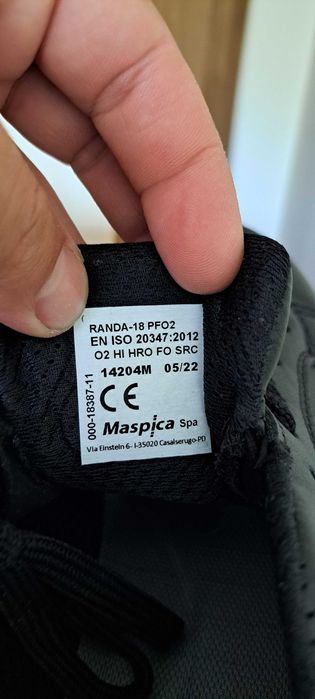 RANDA-18 PFO2
EN ISO 20347:2012
O2 HI HRO FO SRC
14204M 05/22
CE
Maspica Spa
Via Einstein 6 - I-35020 Casalserugo-PD
000-18387-11